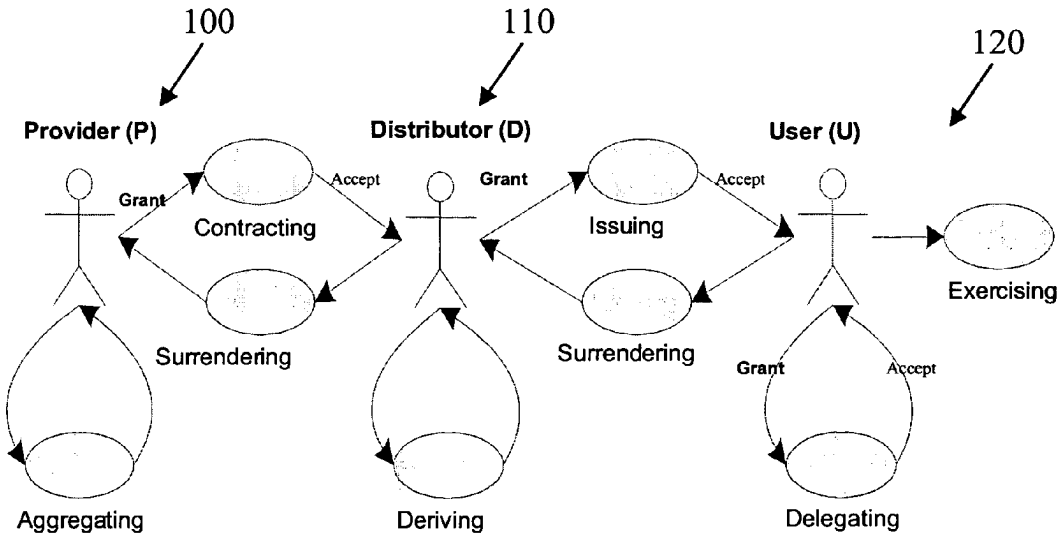 100
110
120
Provider (P)
Distributor (D)
User (U)
Grant
Accept
Grant
Accept
Contracting
Issuing
Exercising
Surrendering
Surrendering
Grant
Accept
Aggregating
Deriving
Delegating